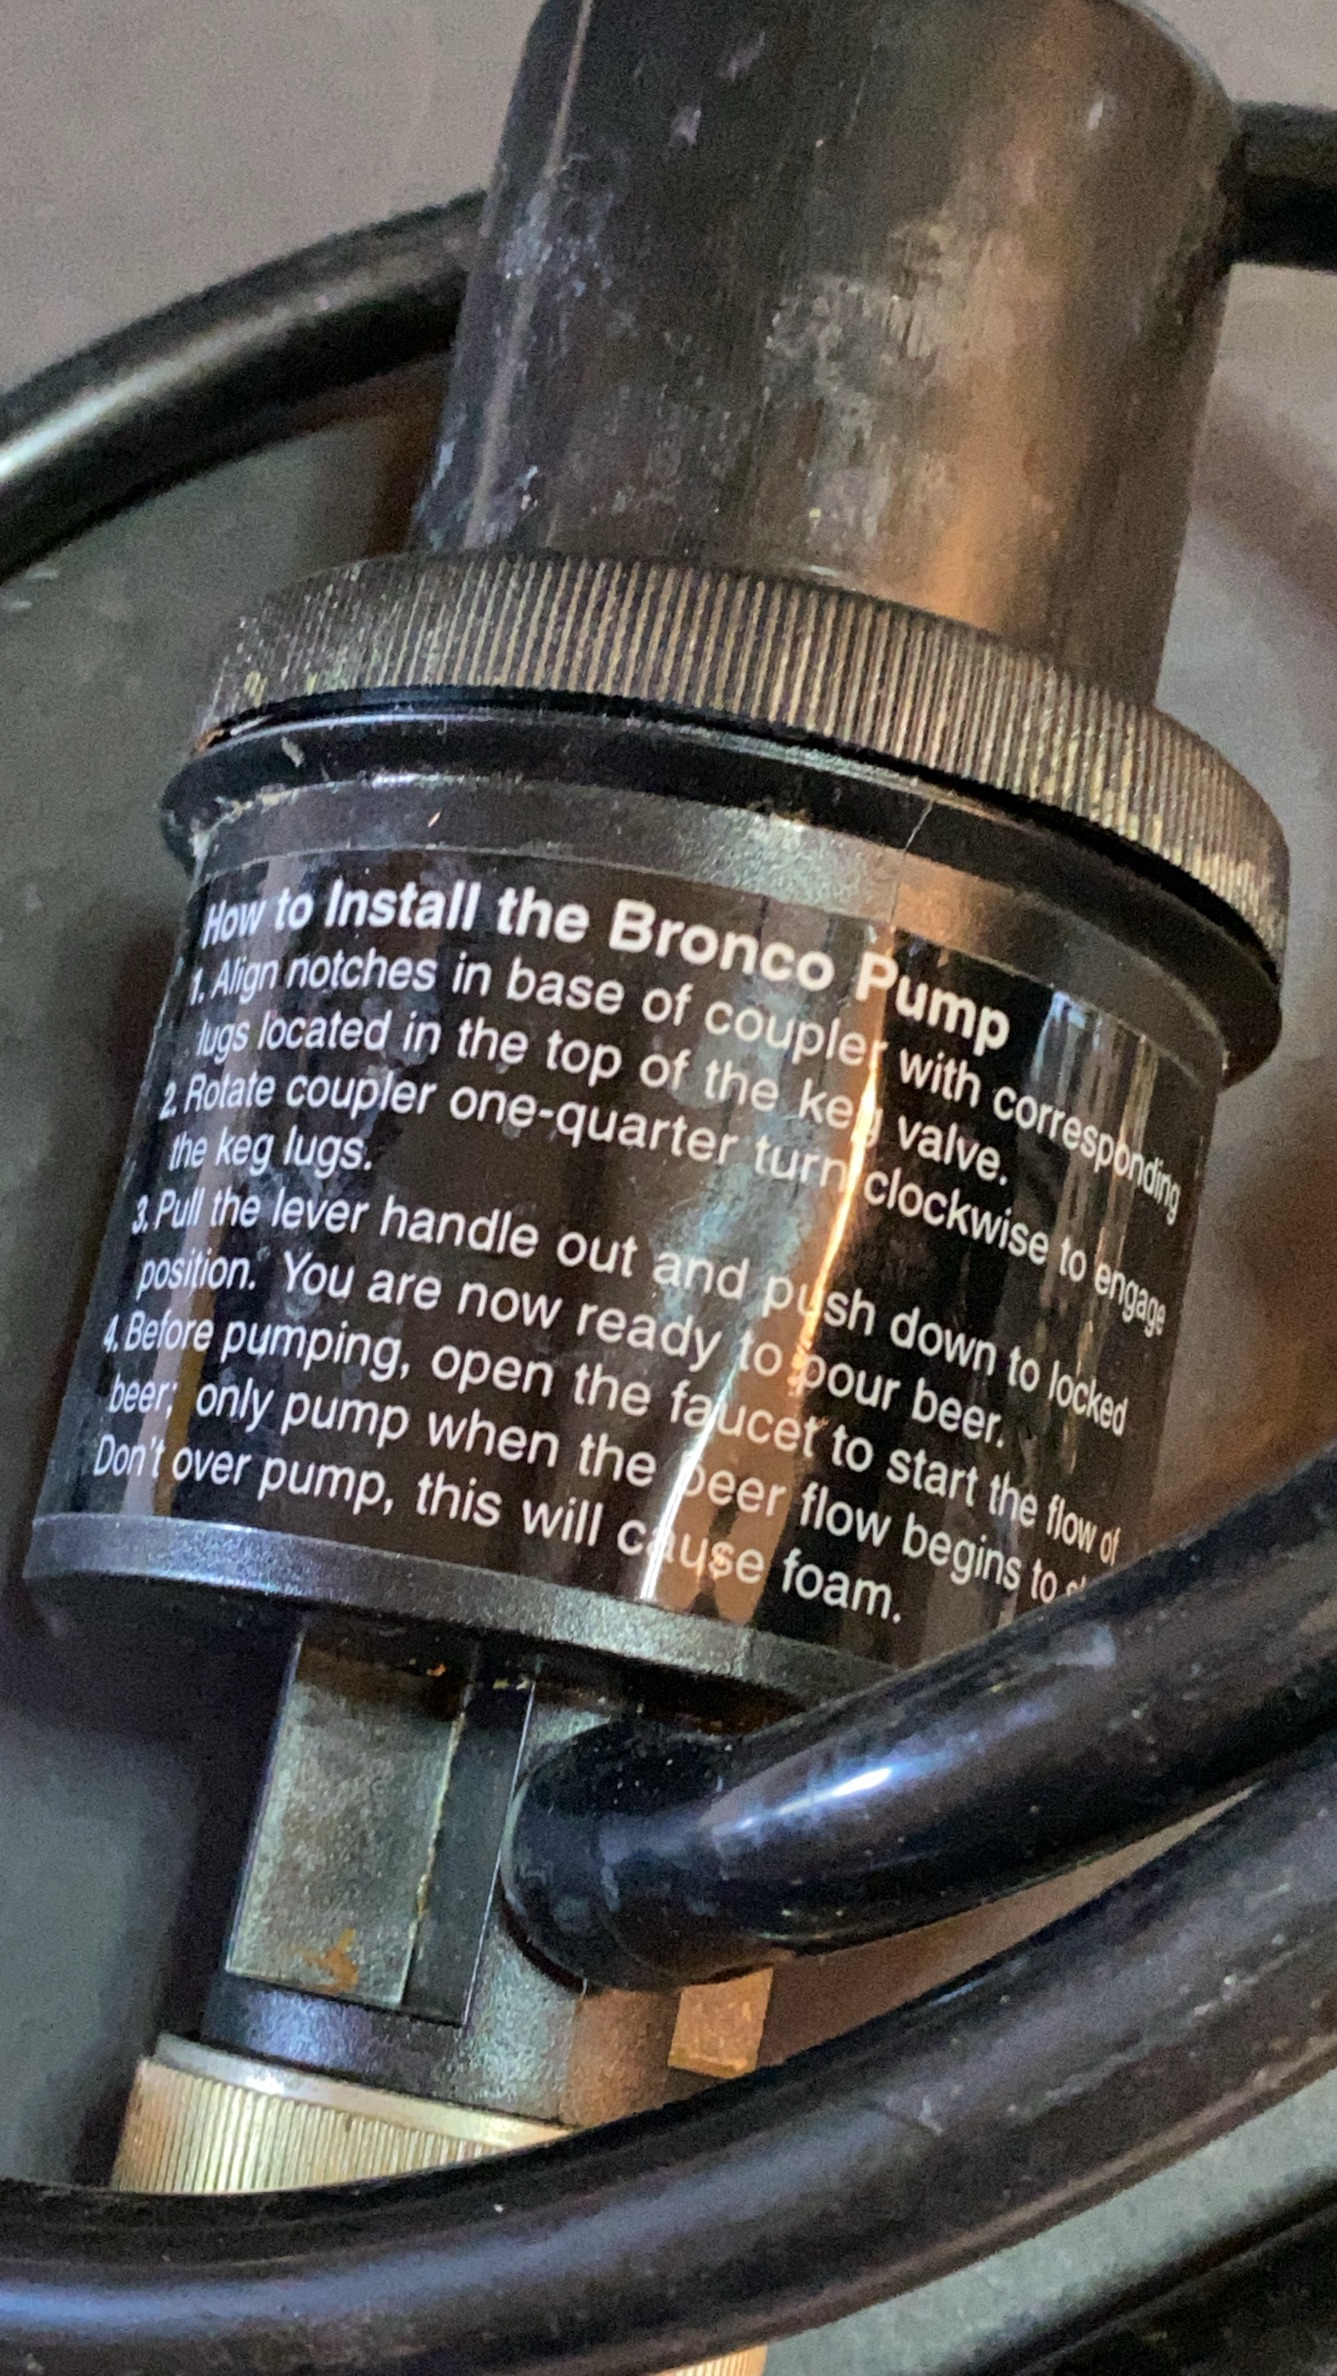 How to Install the Bronco Pump
1. Align notches in base of coupler with corresponding
lugs located in the top of the keg valve.
2. Rotate coupler one-quarter turn clockwise to engage
the keg lugs.
3. Pull the lever handle out and push down to locked
position. You are now ready to pour beer.
4. Before pumping, open the faucet to start the flow of
beer; only pump when the beer flow begins to
Don't over pump, this will cause foam.